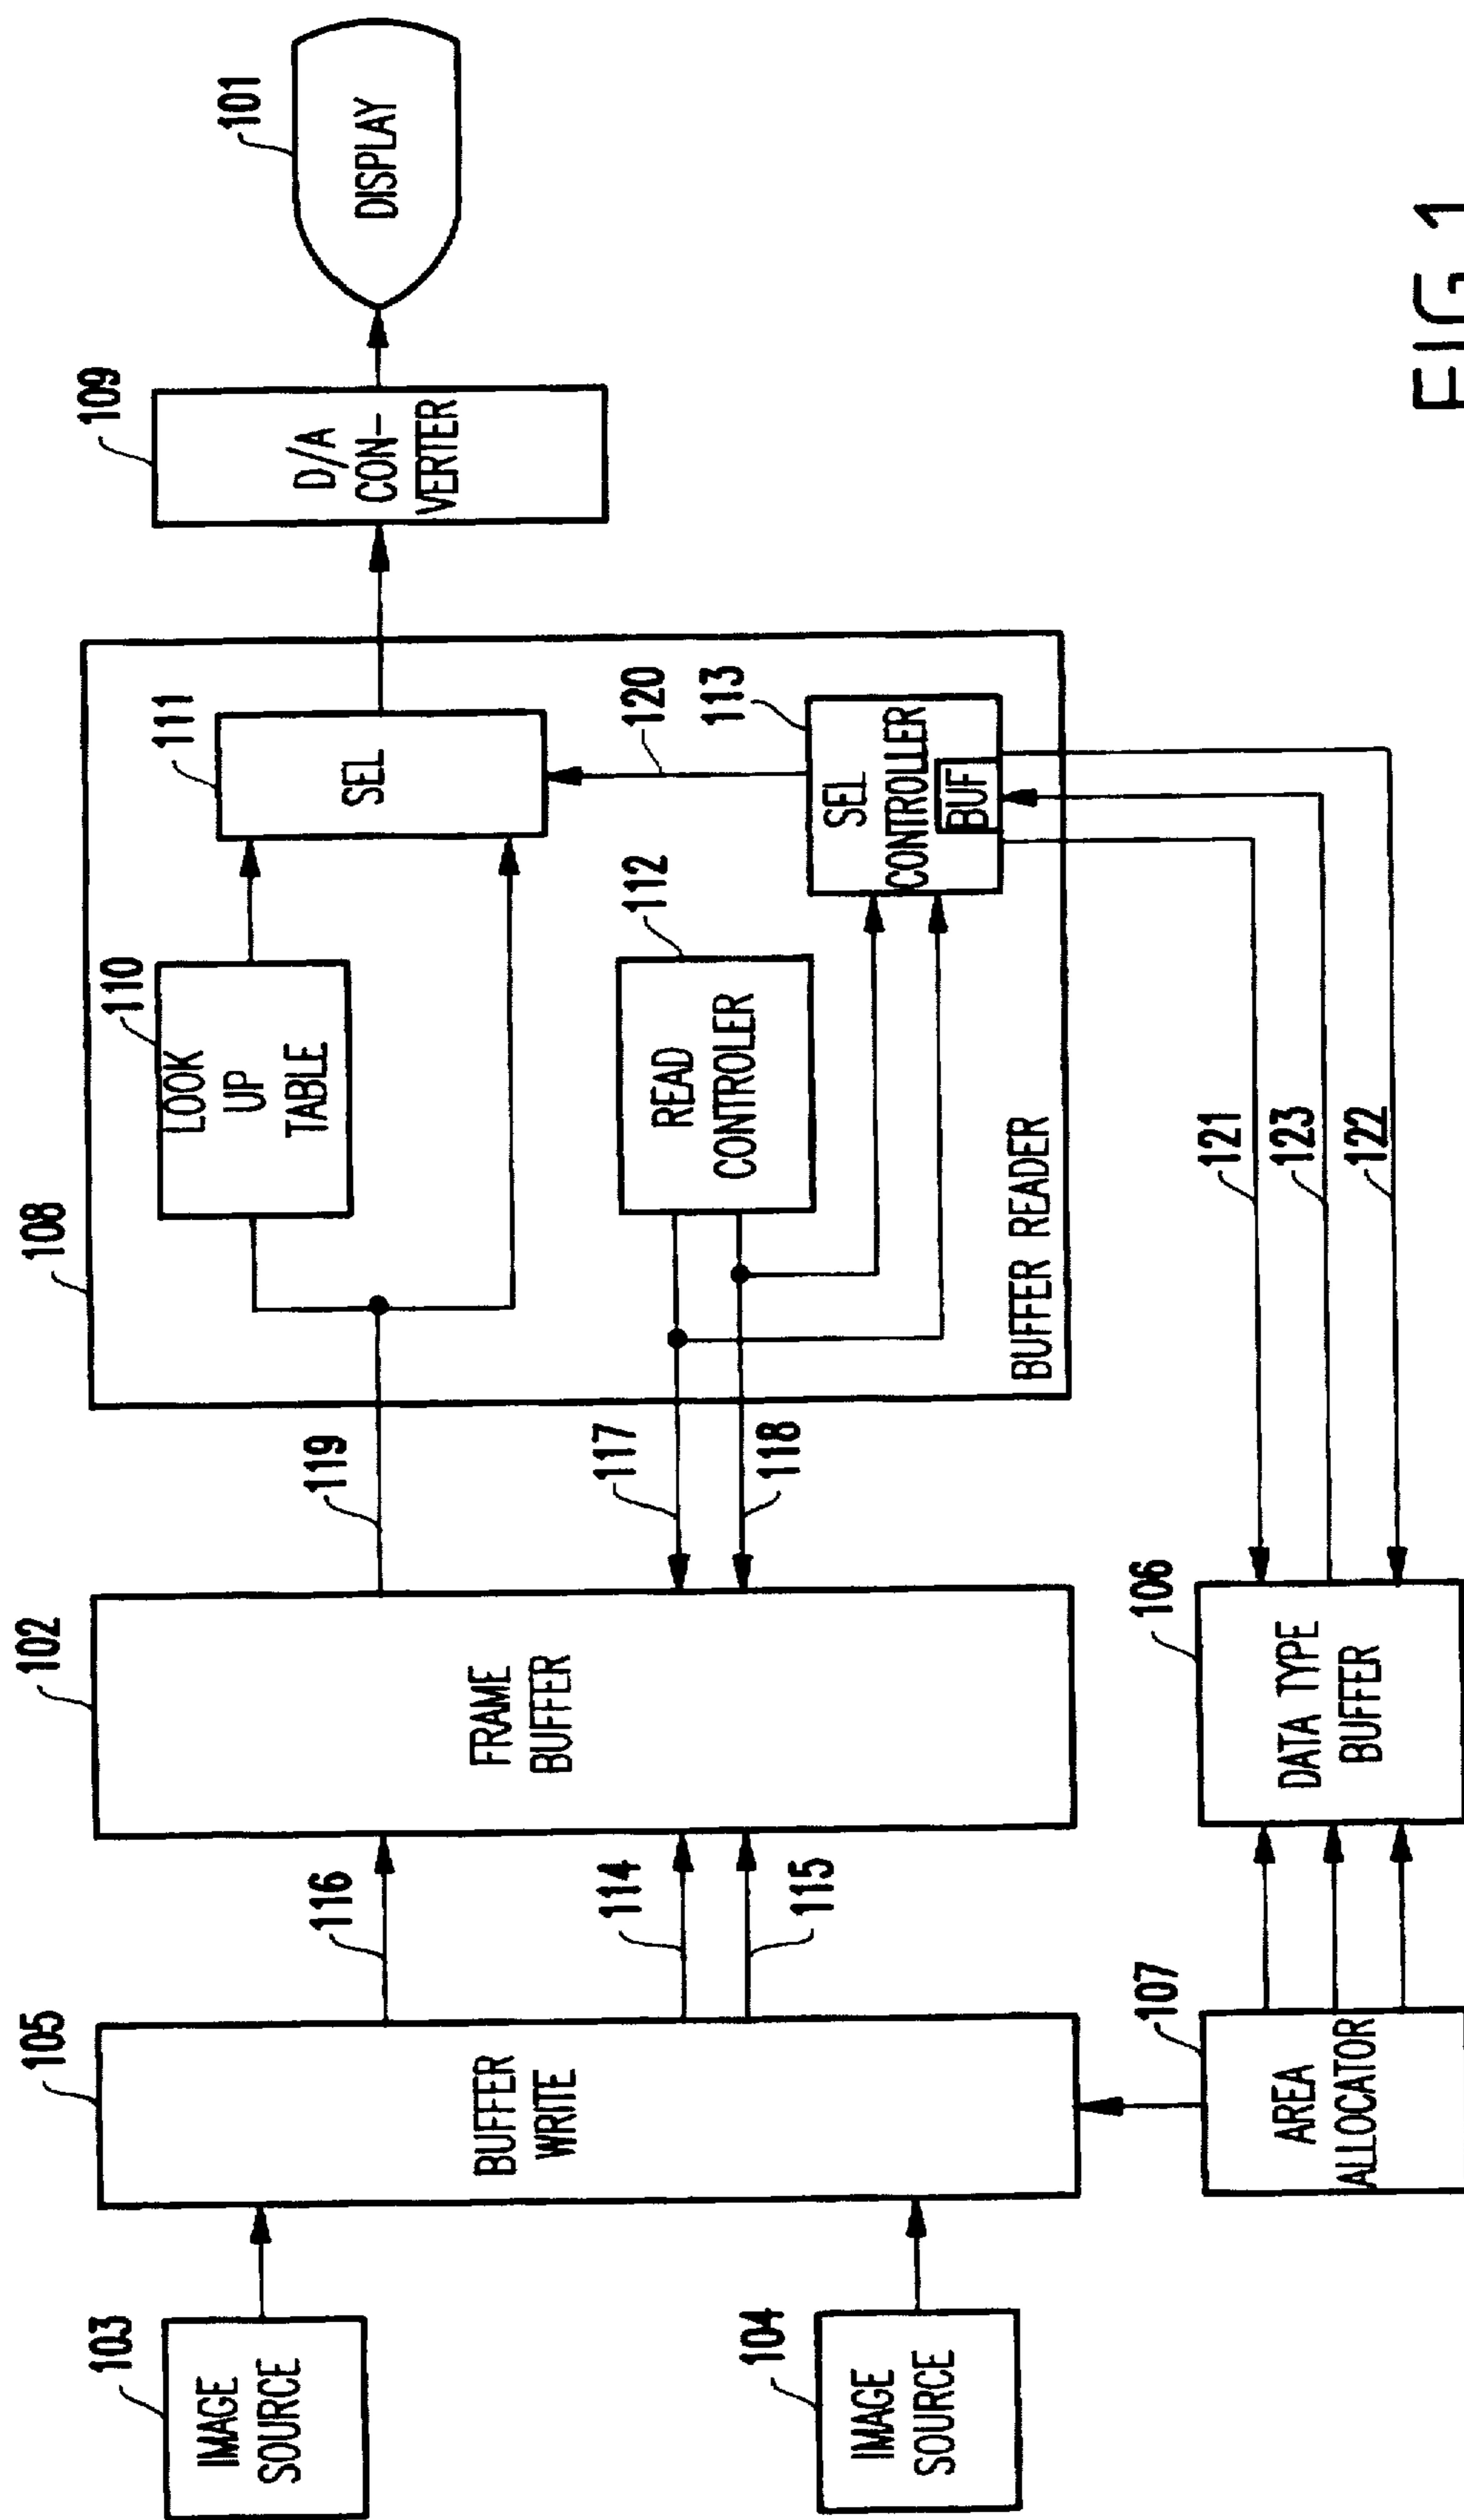 103
IMAGE
SOURCE
104
IMAGE
SOURCE
105
BUFFER
WRITE
107
AREA
ALLOCATOR
116
114
115
102
FRAME
BUFFER
106
DATA TYPE
BUFFER
119
117
118
108
BUFFER READER
110
LOOK
UP
TABLE
112
READ
CONTROLER
111
SEL
120
113
SEL
CONTROLLER
BUF
121
123
122
109
D/A
CON-
VERTER
101
DISPLAY
FIG.1